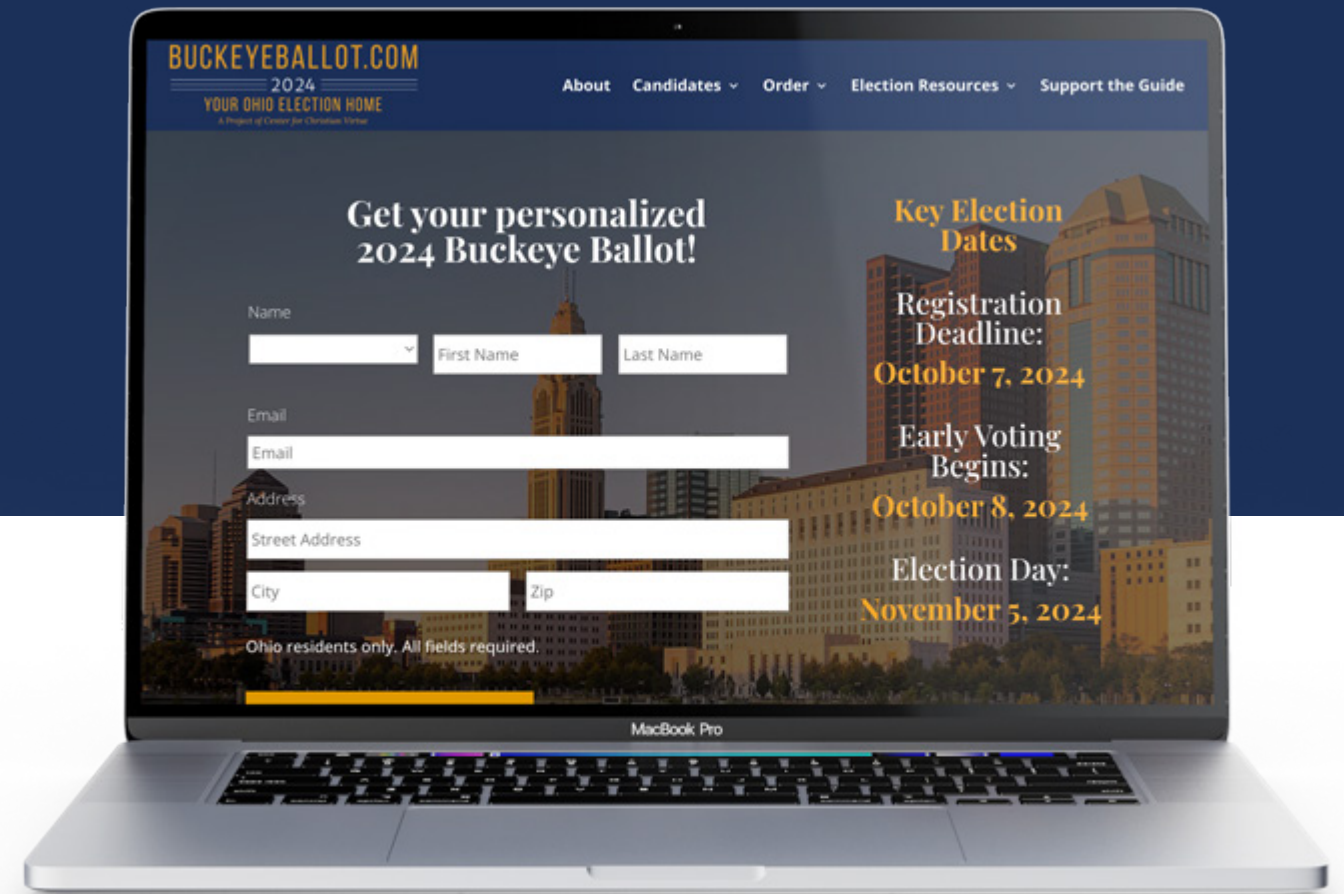 BUCKEYEBALLOT.COM
2024
YOUR OHIO ELECTION HOME
A Project of Center for Christian Virtue
About Candidates Order Election Resources Support the Guide
Get your personalized
2024 Buckeye Ballot!
Name
First Name Last Name
Email
Email
Address
Street Address
City Zip
Ohio residents only. All fields required.
Key Election
Dates
Registration
Deadline:
October 7, 2024
Early Voting
Begins:
October 8, 2024
Election Day:
November 5, 2024
MacBook Pro